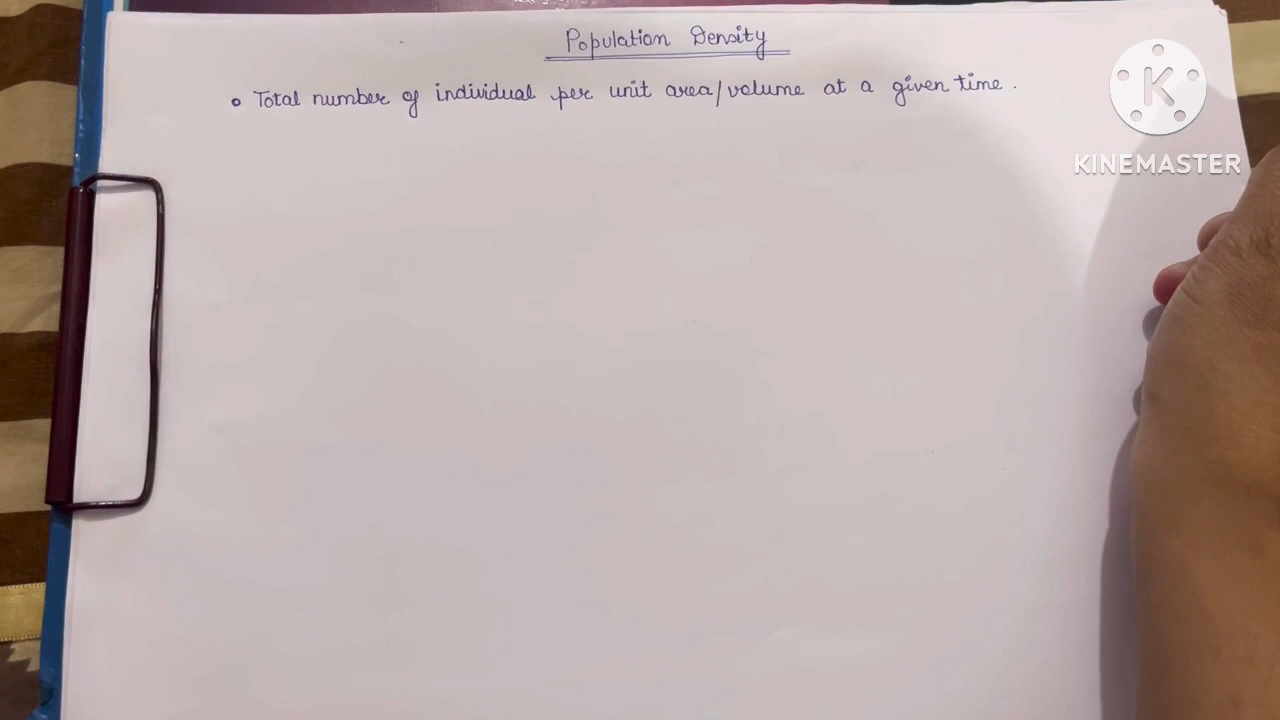 Population Density
• Total number of individual per unit area/volume at a given time.
K
KINEMASTER